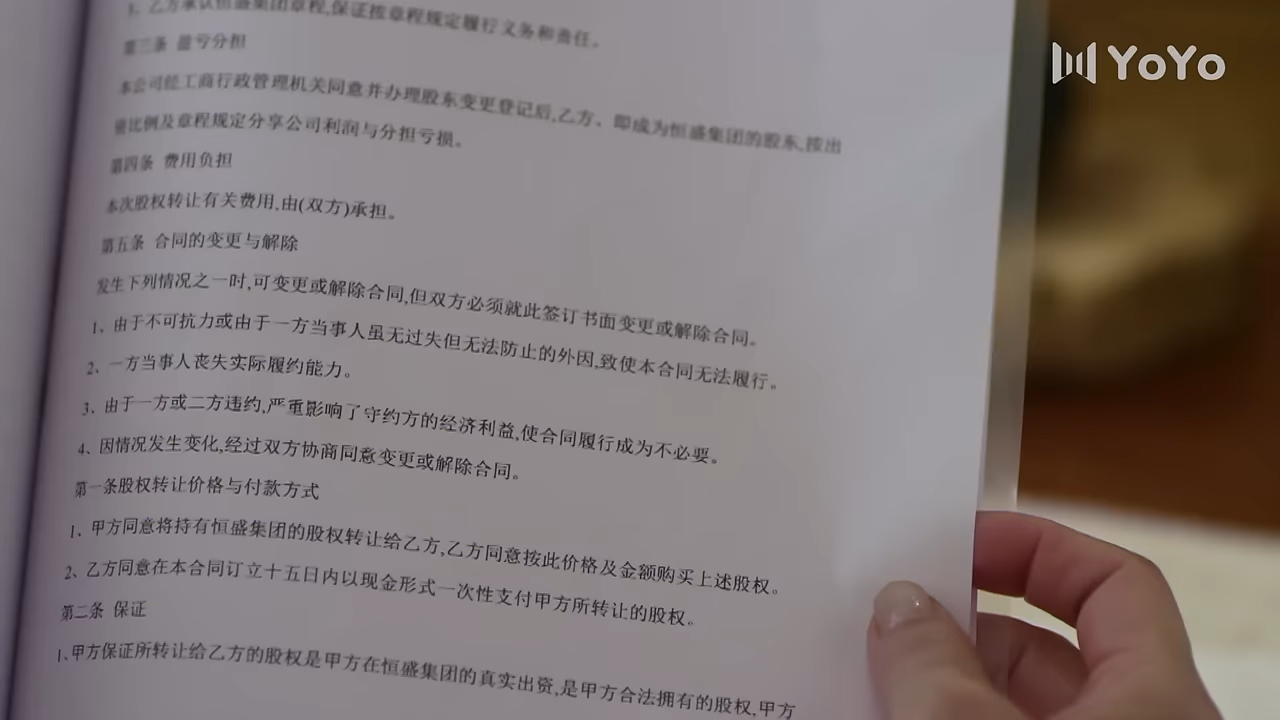 3、乙方承认恒盛集团章程,保证按章程规定履行义务和责任。
第三条 盈亏分担
本公司经工商行政管理机关同意并办理股东变更登记后,乙方、即成为恒盛集团的股东,按出
资比例及章程规定分享公司利润与分担亏损。
第四条 费用负担
本次股权转让有关费用,由(双方)承担。
第五条 合同的变更与解除
发生下列情况之一时,可变更或解除合同,但双方必须就此签订书面变更或解除合同。
1、由于不可抗力或由于一方当事人虽无过失但无法防止的外因,致使本合同无法履行。
2、一方当事人丧失实际履约能力。
3、由于一方或二方违约,严重影响了守约方的经济利益,使合同履行成为不必要。
4、因情况发生变化,经过双方协商同意变更或解除合同。
第一条股权转让价格与付款方式
1、甲方同意将持有恒盛集团的股权转让给乙方,乙方同意按此价格及金额购买上述股权。
2、乙方同意在本合同订立十五日内以现金形式一次性支付甲方所转让的股权。
第二条 保证
1、甲方保证所转让给乙方的股权是甲方在恒盛集团的真实出资,是甲方合法拥有的股权,甲方
YoYo